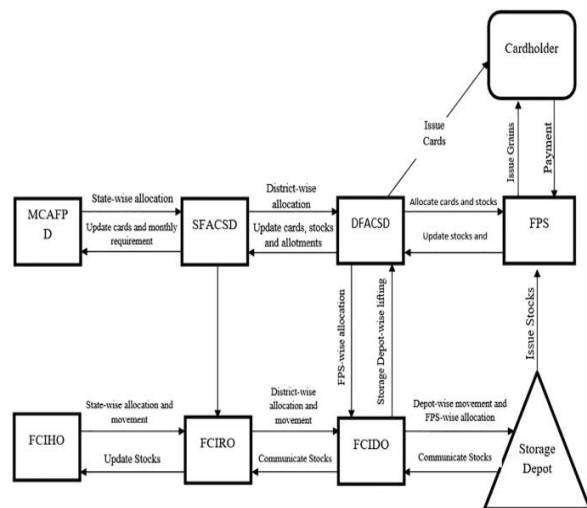 Cardholder
Issue
Cards
Issue Grains
Payment
State-wise allocation
District-wise
allocation
Allocate cards and stocks
MCAFP
D
SFACSD
DFACSD
FPS
Update cards and monthly
requirement
Update cards, stocks
and allotments
Update stocks and
FPS-wise allocation
Storage Depot-wise lifting
Issue Stocks
State-wise allocation and
movement
District-wise
allocation and
movement
Depot-wise movement and
FPS-wise allocation
FCIHO
FCIRO
FCIDO
Storage
Depot
Update Stocks
Communicate Stocks
Communicate Stocks